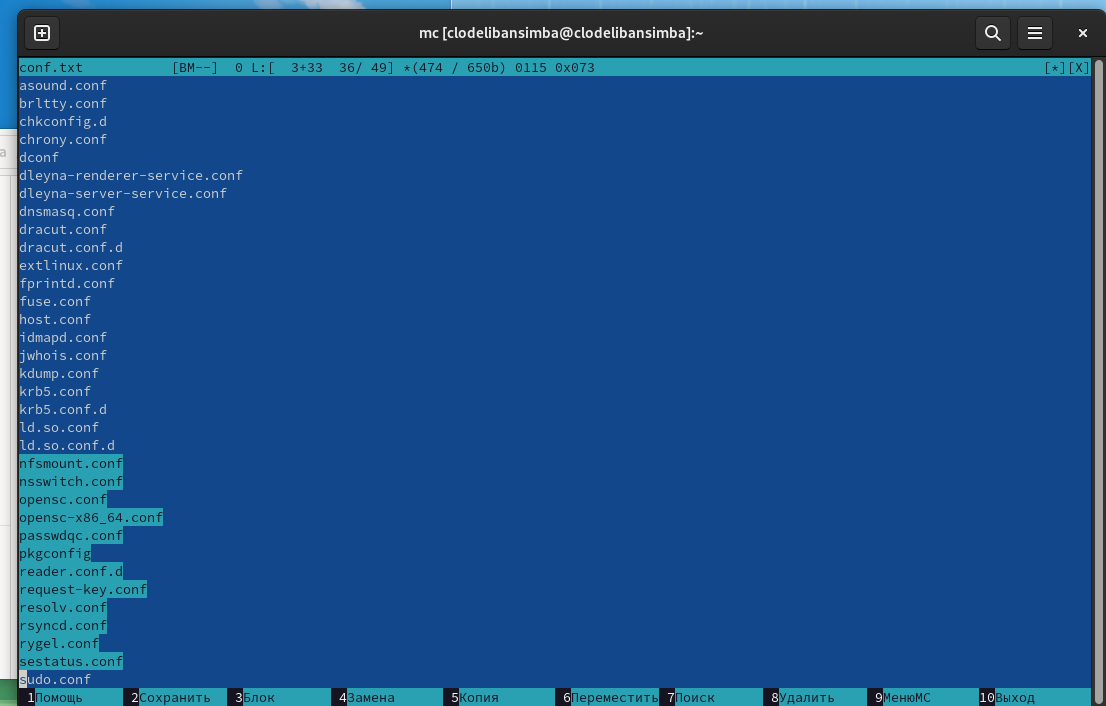 mc [clodelibansimba@clodelibansimba]:~
conf.txt [BM--] 0 L:[ 3+33 36/ 49] *(474 / 650b) 0115 0x073 [*][X]
asound.conf
brltty.conf
chkconfig.d
chrony.conf
dconf
dleyna-renderer-service.conf
dleyna-server-service.conf
dnsmasq.conf
dracut.conf
dracut.conf.d
extlinux.conf
fprintd.conf
fuse.conf
host.conf
idmapd.conf
jwhois.conf
kdump.conf
krb5.conf
krb5.conf.d
ld.so.conf
ld.so.conf.d
nfsmount.conf
nsswitch.conf
opensc.conf
opensc-x86_64.conf
passwdqc.conf
pkgconfig
reader.conf.d
request-key.conf
resolv.conf
rsyncd.conf
rygel.conf
sestatus.conf
sudo.conf
1Помощь 2Сохранить 3Блок 4Замена 5Копия 6Переместить 7Поиск 8Удалить 9МенюMC 10Выход